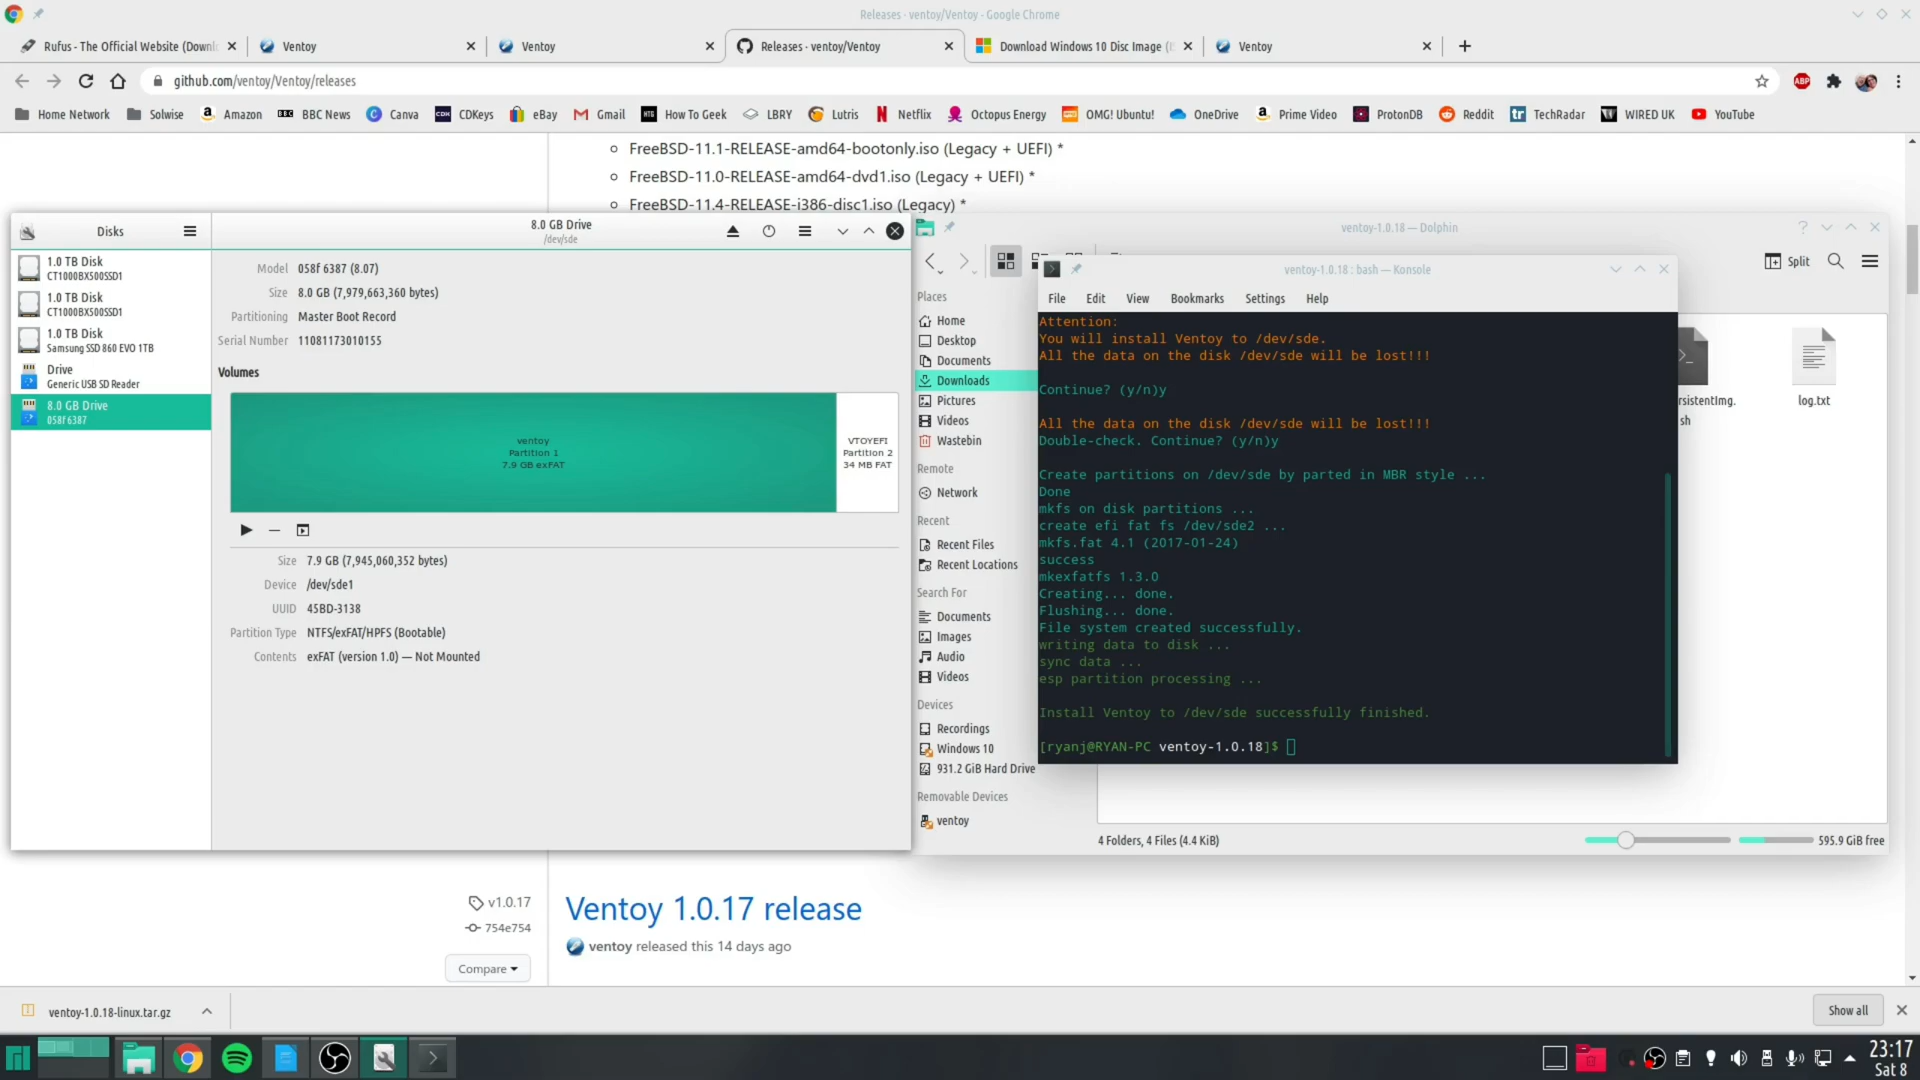 Releases · ventoy/Ventoy - Google Chrome
Rufus - The Official Website (Downl
Ventoy
Ventoy
Releases · ventoy/Ventoy
Download Windows 10 Disc Image (
Ventoy
github.com/ventoy/Ventoy/releases
ABP
Home Network
Solwise
Amazon
BBC News
Canva
CDKeys
eBay
Gmail
How To Geek
LBRY
Lutris
Netflix
Octopus Energy
OMG! Ubuntu!
OneDrive
Prime Video
ProtonDB
Reddit
TechRadar
WIRED UK
YouTube
FreeBSD-11.1-RELEASE-amd64-bootonly.iso (Legacy + UEFI) *
FreeBSD-11.0-RELEASE-amd64-dvd1.iso (Legacy + UEFI) *
FreeBSD-11.4-RELEASE-i386-disc1.iso (Legacy) *
Disks
8.0 GB Drive
/dev/sde
1.0 TB Disk
CT1000BX500SSD1
1.0 TB Disk
CT1000BX500SSD1
1.0 TB Disk
Samsung SSD 860 EVO 1TB
Drive
Generic USB SD Reader
8.0 GB Drive
058f 6387
Model 058f 6387 (8.07)
Size 8.0 GB (7,979,663,360 bytes)
Partitioning Master Boot Record
Serial Number 11081173010155
Volumes
ventoy
Partition 1
7.9 GB exFAT
VTOYEFI
Partition 2
34 MB FAT
Size 7.9 GB (7,945,060,352 bytes)
Device /dev/sde1
UUID 45BD-3138
Partition Type NTFS/exFAT/HPFS (Bootable)
Contents exFAT (version 1.0) — Not Mounted
ventoy-1.0.18 — Dolphin
Split
Places
Home
Desktop
Documents
Downloads
Pictures
Videos
Wastebin
Remote
Network
Recent
Recent Files
Recent Locations
Search For
Documents
Images
Audio
Videos
Devices
Recordings
Windows 10
931.2 GiB Hard Drive
Removable Devices
ventoy
rsistentImg.
sh
log.txt
4 Folders, 4 Files (4.4 KiB)
595.9 GiB free
ventoy-1.0.18 : bash — Konsole
File Edit View Bookmarks Settings Help
Attention:
You will install Ventoy to /dev/sde.
All the data on the disk /dev/sde will be lost!!!
Continue? (y/n)y
All the data on the disk /dev/sde will be lost!!!
Double-check. Continue? (y/n)y
Create partitions on /dev/sde by parted in MBR style ...
Done
mkfs on disk partitions ...
create efi fat fs /dev/sde2 ...
mkfs.fat 4.1 (2017-01-24)
success
mkexfatfs 1.3.0
Creating... done.
Flushing... done.
File system created successfully.
writing data to disk ...
sync data ...
esp partition processing ...
Install Ventoy to /dev/sde successfully finished.
[ryanj@RYAN-PC ventoy-1.0.18]$
v1.0.17
754e754
Compare
Ventoy 1.0.17 release
ventoy released this 14 days ago
ventoy-1.0.18-linux.tar.gz
Show all
23:17
Sat 8